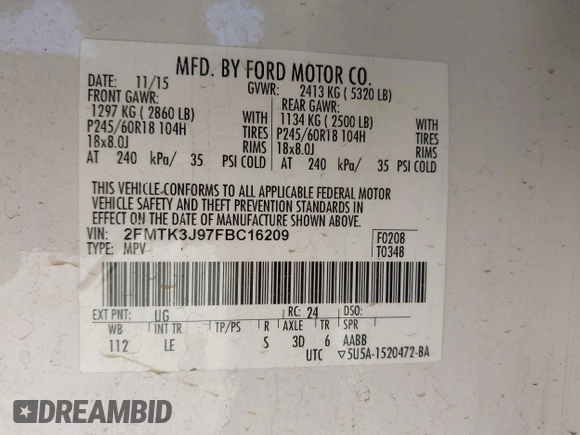 MFD. BY FORD MOTOR CO.
DATE: 11/15 GVWR: 2413 KG ( 5320 LB)
FRONT GAWR: REAR GAWR:
1297 KG ( 2860 LB) 1134 KG ( 2500 LB)
P245/60R18 104H WITH TIRES P245/60R18 104H WITH TIRES
18x8.0J RIMS 18x8.0J RIMS
AT 240 kPa/ 35 PSI COLD AT 240 kPa/ 35 PSI COLD
THIS VEHICLE CONFORMS TO ALL APPLICABLE FEDERAL MOTOR
VEHICLE SAFETY AND THEFT PREVENTION STANDARDS IN
EFFECT ON THE DATE OF MANUFACTURE SHOWN ABOVE.
VIN: 2FMTK3J97FBC16209 F0208
TYPE: MPV T0348
EXT PNT: UG RC: 24 DSO:
WB INT TR TP/PS R AXLE TR SPR
112 LE S 3D 6 AABB
UTC ▽5U5A-1520472-BA
DREAMBID